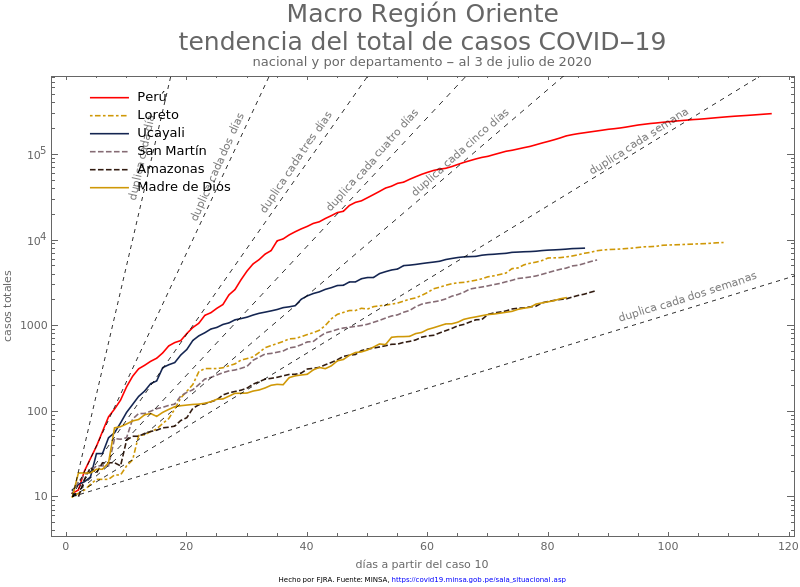 Macro Región Oriente
tendencia del total de casos COVID−19
nacional y por departamento − al 3 de julio de 2020
Perú
Loreto
Ucayali
San Martín
Amazonas
Madre de Dios
duplica cada día
duplica cada dos días
duplica cada tres días
duplica cada cuatro días
duplica cada cinco días
duplica cada semana
duplica cada dos semanas
casos totales
10^5
10^4
1000
100
10
0 20 40 60 80 100 120
días a partir del caso 10
Hecho por FJRA. Fuente: MINSA, https://covid19.minsa.gob.pe/sala_situacional.asp